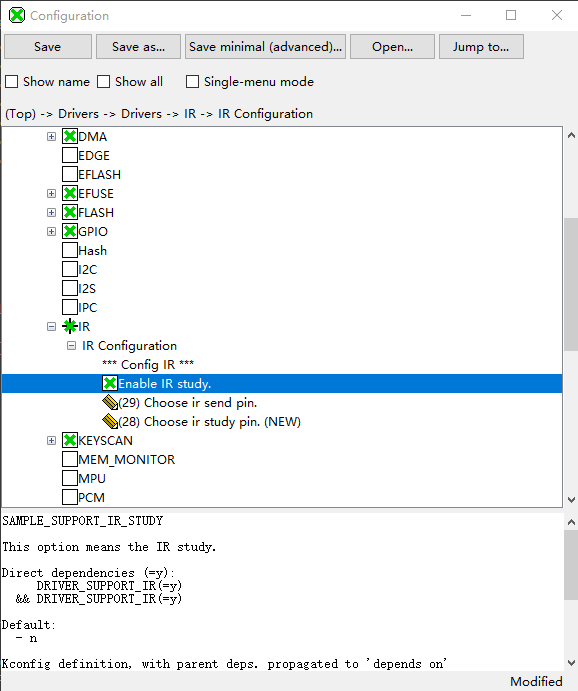 Configuration
Save Save as... Save minimal (advanced)... Open... Jump to...
Show name Show all Single-menu mode
(Top) -> Drivers -> Drivers -> IR -> IR Configuration
DMA
EDGE
EFLASH
EFUSE
FLASH
GPIO
Hash
I2C
I2S
IPC
IR
IR Configuration
*** Config IR ***
Enable IR study.
(29) Choose ir send pin.
(28) Choose ir study pin. (NEW)
KEYSCAN
MEM_MONITOR
MPU
PCM
SAMPLE_SUPPORT_IR_STUDY
This option means the IR study.
Direct dependencies (=y):
DRIVER_SUPPORT_IR(=y)
&& DRIVER_SUPPORT_IR(=y)
Default:
- n
Kconfig definition, with parent deps. propagated to 'depends on'
Modified